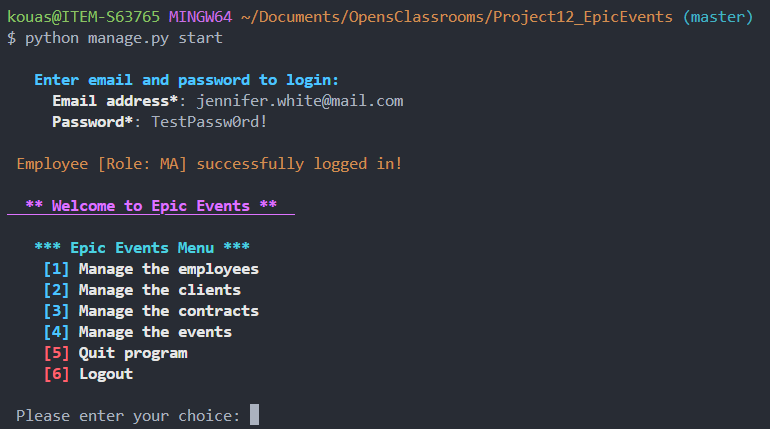 kouas@ITEM-S63765 MINGW64 ~/Documents/OpensClassrooms/Project12_EpicEvents (master)
$ python manage.py start
Enter email and password to login:
Email address*: jennifer.white@mail.com
Password*: TestPassw0rd!
Employee [Role: MA] successfully logged in!
** Welcome to Epic Events **
*** Epic Events Menu ***
[1] Manage the employees
[2] Manage the clients
[3] Manage the contracts
[4] Manage the events
[5] Quit program
[6] Logout
Please enter your choice: